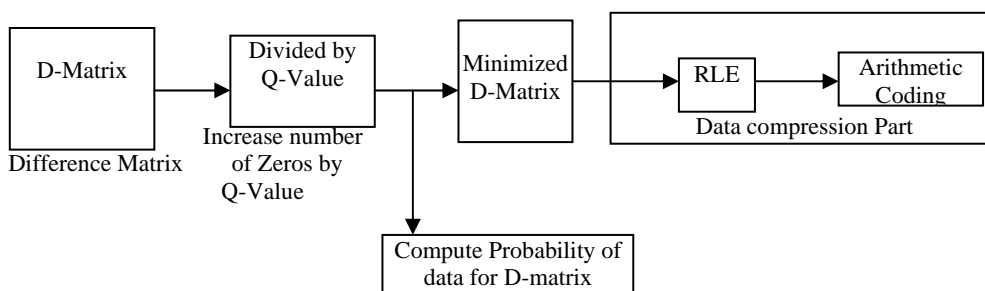 D-Matrix
Difference Matrix
Divided by
Q-Value
Increase number
of Zeros by
Q-Value
Minimized
D-Matrix
RLE
Arithmetic
Coding
Data compression Part
Compute Probability of
data for D-matrix